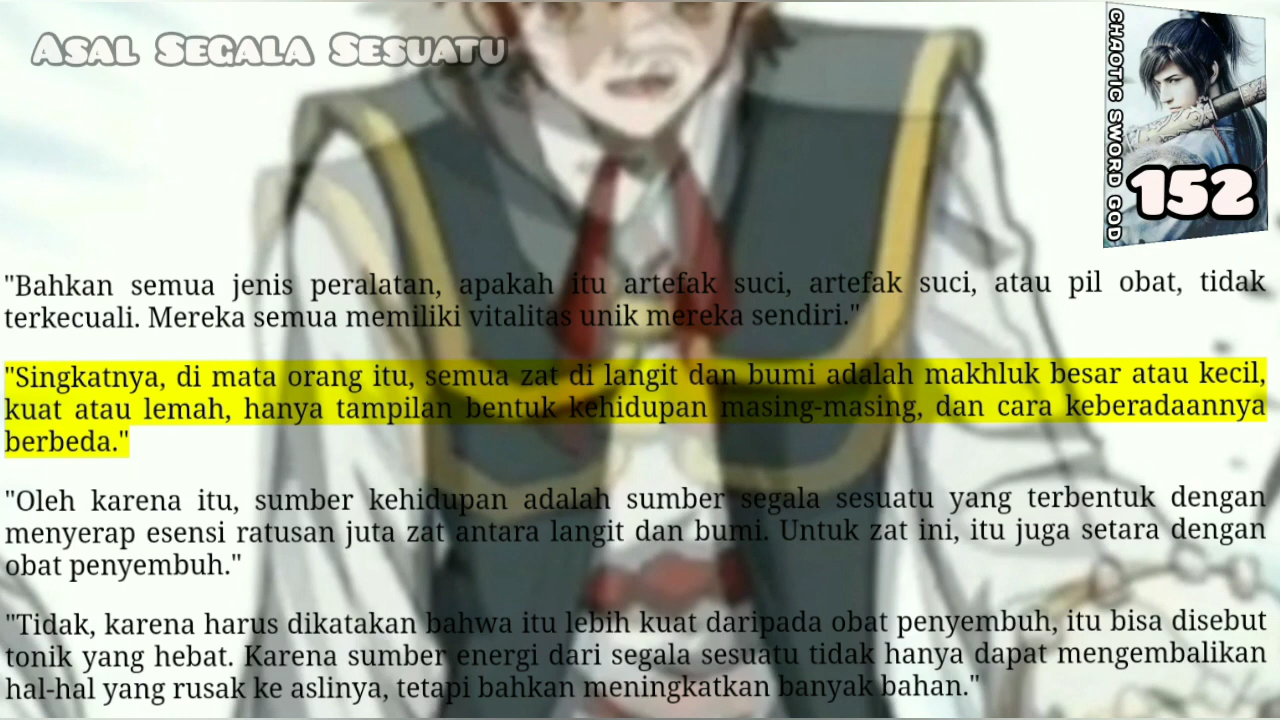 Asal Segala Sesuatu
CHAOTIC SWORD GOD
152
"Bahkan semua jenis peralatan, apakah itu artefak suci, artefak suci, atau pil obat, tidak
terkecuali. Mereka semua memiliki vitalitas unik mereka sendiri."
"Singkatnya, di mata orang itu, semua zat di langit dan bumi adalah makhluk besar atau kecil,
kuat atau lemah, hanya tampilan bentuk kehidupan masing-masing, dan cara keberadaannya
berbeda."
"Oleh karena itu, sumber kehidupan adalah sumber segala sesuatu yang terbentuk dengan
menyerap esensi ratusan juta zat antara langit dan bumi. Untuk zat ini, itu juga setara dengan
obat penyembuh."
"Tidak, karena harus dikatakan bahwa itu lebih kuat daripada obat penyembuh, itu bisa disebut
tonik yang hebat. Karena sumber energi dari segala sesuatu tidak hanya dapat mengembalikan
hal-hal yang rusak ke aslinya, tetapi bahkan meningkatkan banyak bahan."